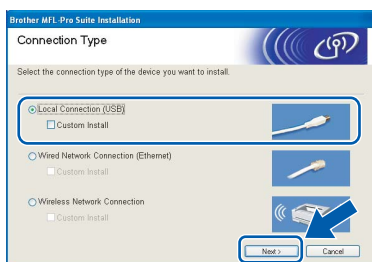 Brother MFL-Pro Suite Installation
Connection Type
Select the connection type of the device you want to install.
Local Connection (USB)
Custom Install
Wired Network Connection (Ethernet)
Custom Install
Wireless Network Connection
Custom Install
Next > Cancel